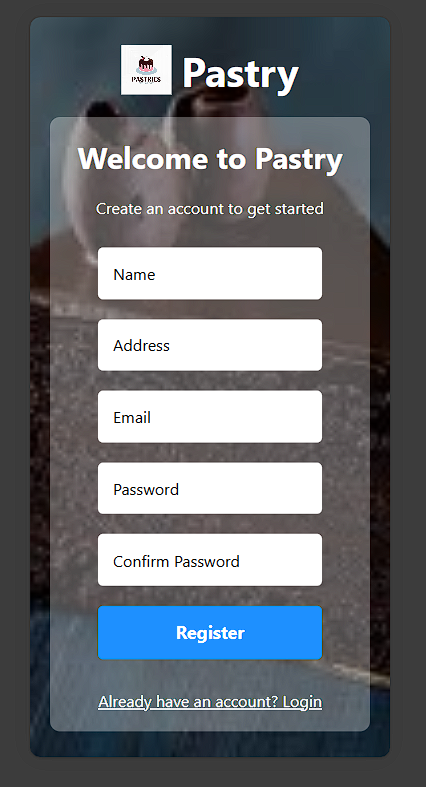 PASTRIES
Pastry
Welcome to Pastry
Create an account to get started
Name
Address
Email
Password
Confirm Password
Register
Already have an account? Login